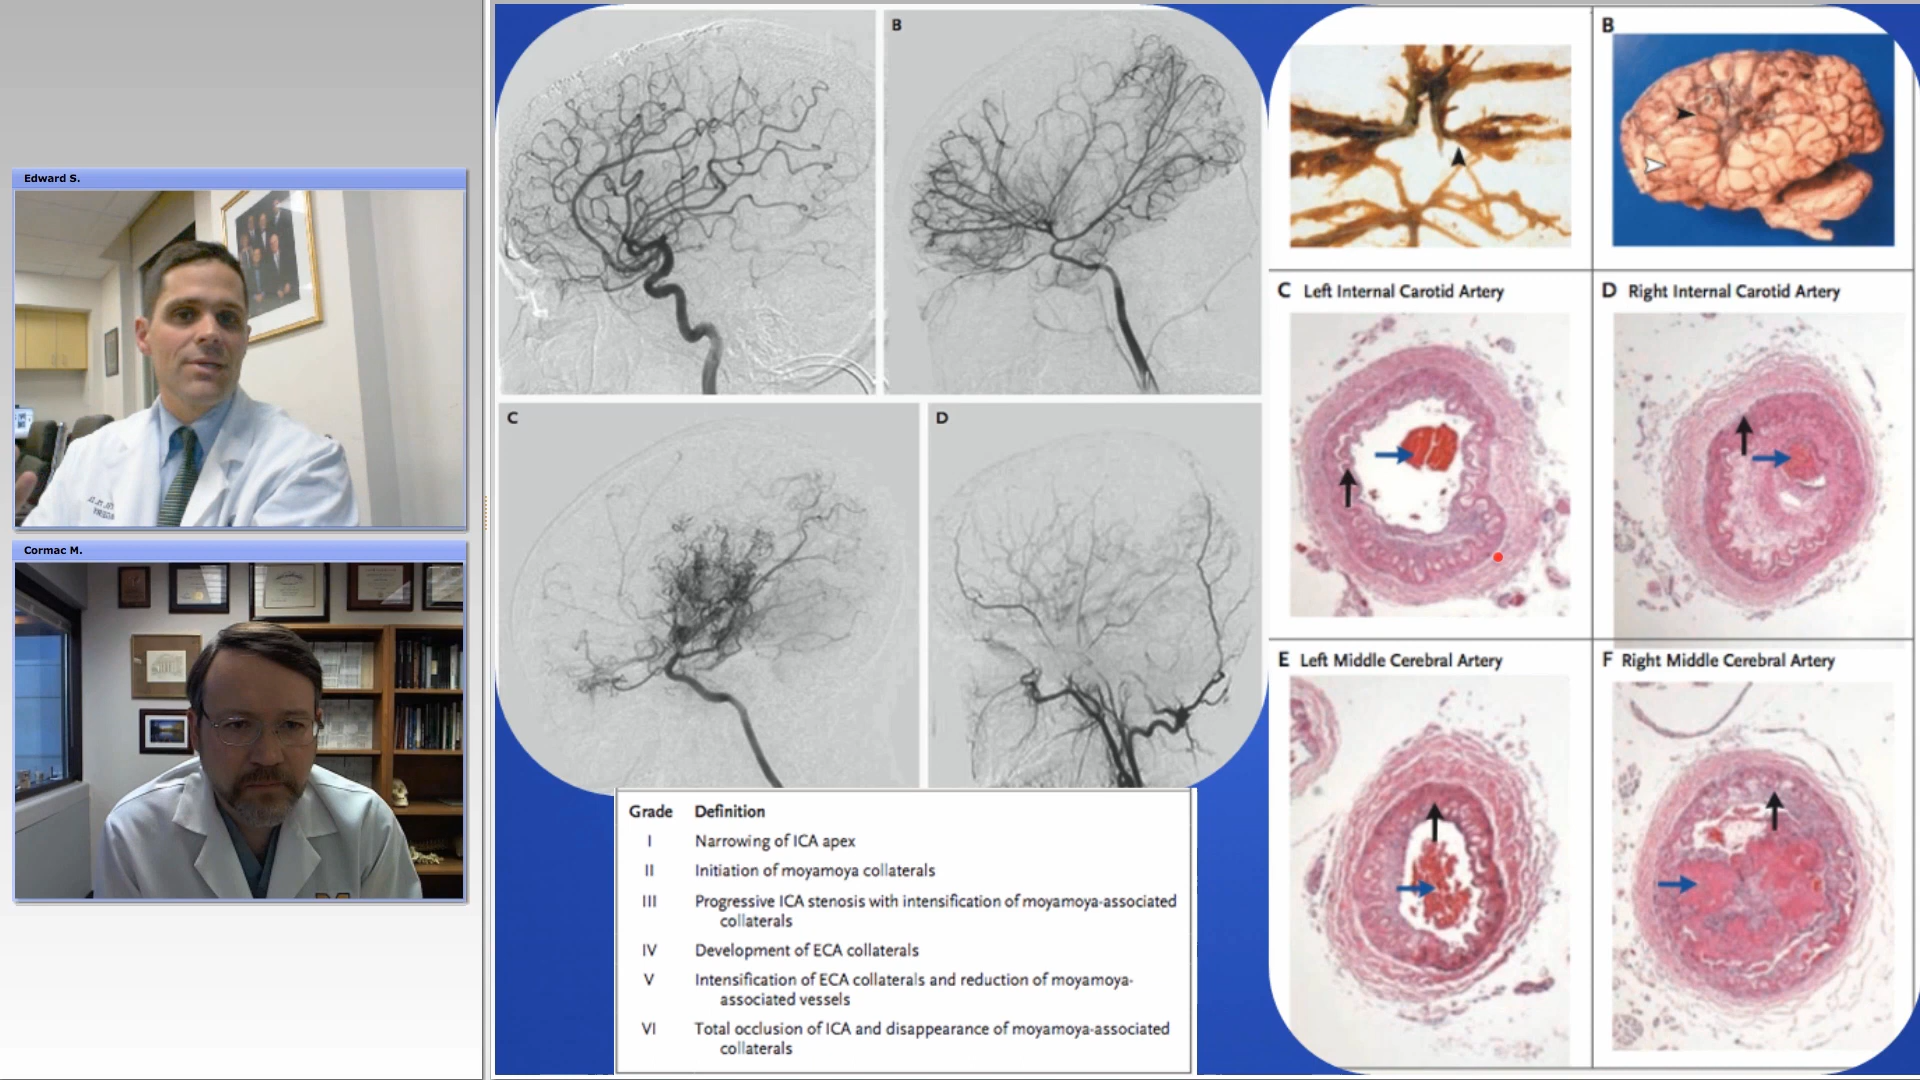 Edward S.
Cormac M.
B
C
D
Grade Definition
I Narrowing of ICA apex
II Initiation of moyamoya collaterals
III Progressive ICA stenosis with intensification of moyamoya-associated
collaterals
IV Development of ECA collaterals
V Intensification of ECA collaterals and reduction of moyamoya-
associated vessels
VI Total occlusion of ICA and disappearance of moyamoya-associated
collaterals
B
C Left Internal Carotid Artery
D Right Internal Carotid Artery
E Left Middle Cerebral Artery
F Right Middle Cerebral Artery